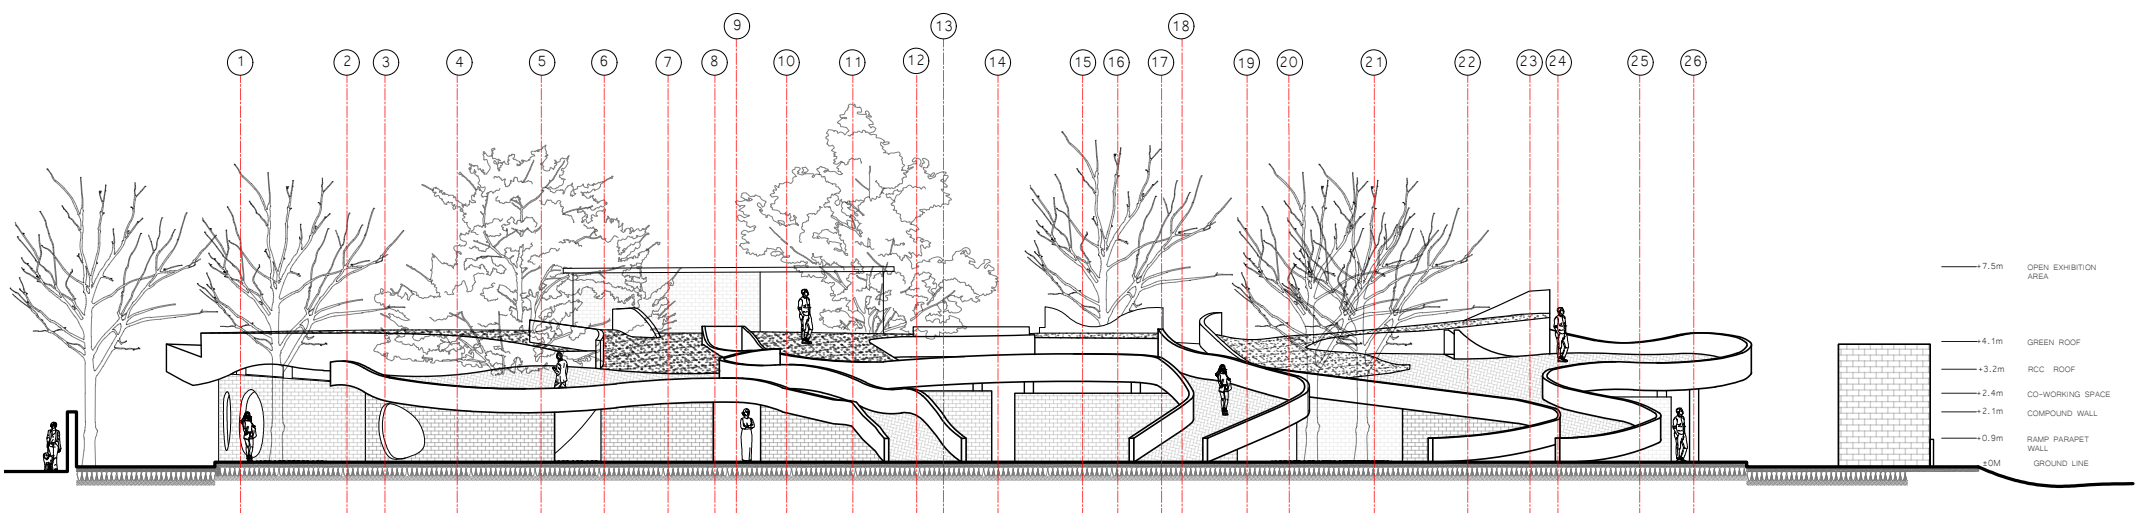 9 13 18
1 2 3 4 5 6 7 8 10 11 12 14 15 16 17 19 20 21 22 23 24 25 26
+7.5m OPEN EXHIBITION
AREA
+4.1m GREEN ROOF
+3.2m RCC ROOF
+2.4m CO-WORKING SPACE
+2.1m COMPOUND WALL
+0.9m RAMP PARAPET
WALL
±0M GROUND LINE